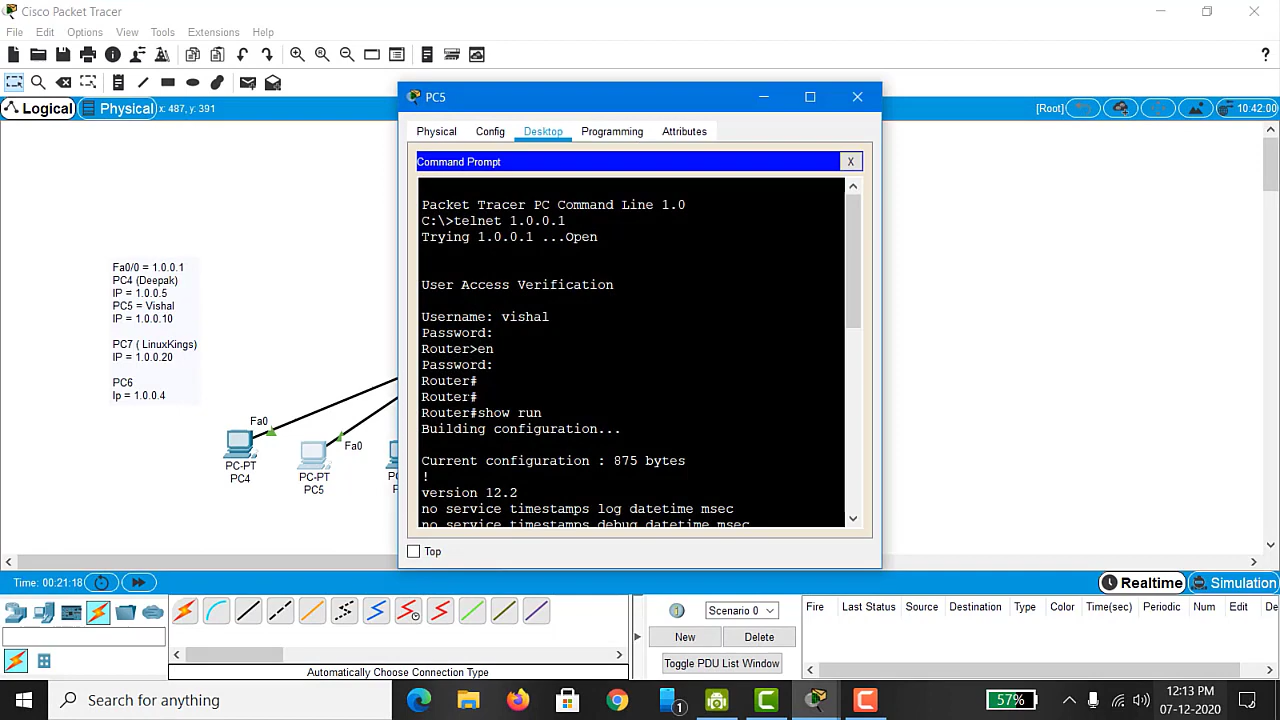 Cisco Packet Tracer
File Edit Options View Tools Extensions Help
?
Logical Physical x: 487, y: 391 [Root] 10:42:00
PC5
Physical Config Desktop Programming Attributes
Command Prompt X
Packet Tracer PC Command Line 1.0
C:\>telnet 1.0.0.1
Trying 1.0.0.1 ...Open
User Access Verification
Username: vishal
Password:
Router>en
Password:
Router#
Router#
Router#show run
Building configuration...
Current configuration : 875 bytes
!
version 12.2
no service timestamps log datetime msec
no service timestamps debug datetime msec
Top
Fa0/0 = 1.0.0.1
PC4 (Deepak)
IP = 1.0.0.5
PC5 = Vishal
IP = 1.0.0.10
PC7 ( LinuxKings)
IP = 1.0.0.20
PC6
Ip = 1.0.0.4
Fa0
PC-PT
PC4
Fa0
PC-PT
PC5
Time: 00:21:18 Realtime Simulation
Automatically Choose Connection Type
Scenario 0
New Delete
Toggle PDU List Window
Fire Last Status Source Destination Type Color Time(sec) Periodic Num Edit De
Search for anything
1
57%
12:13 PM
07-12-2020